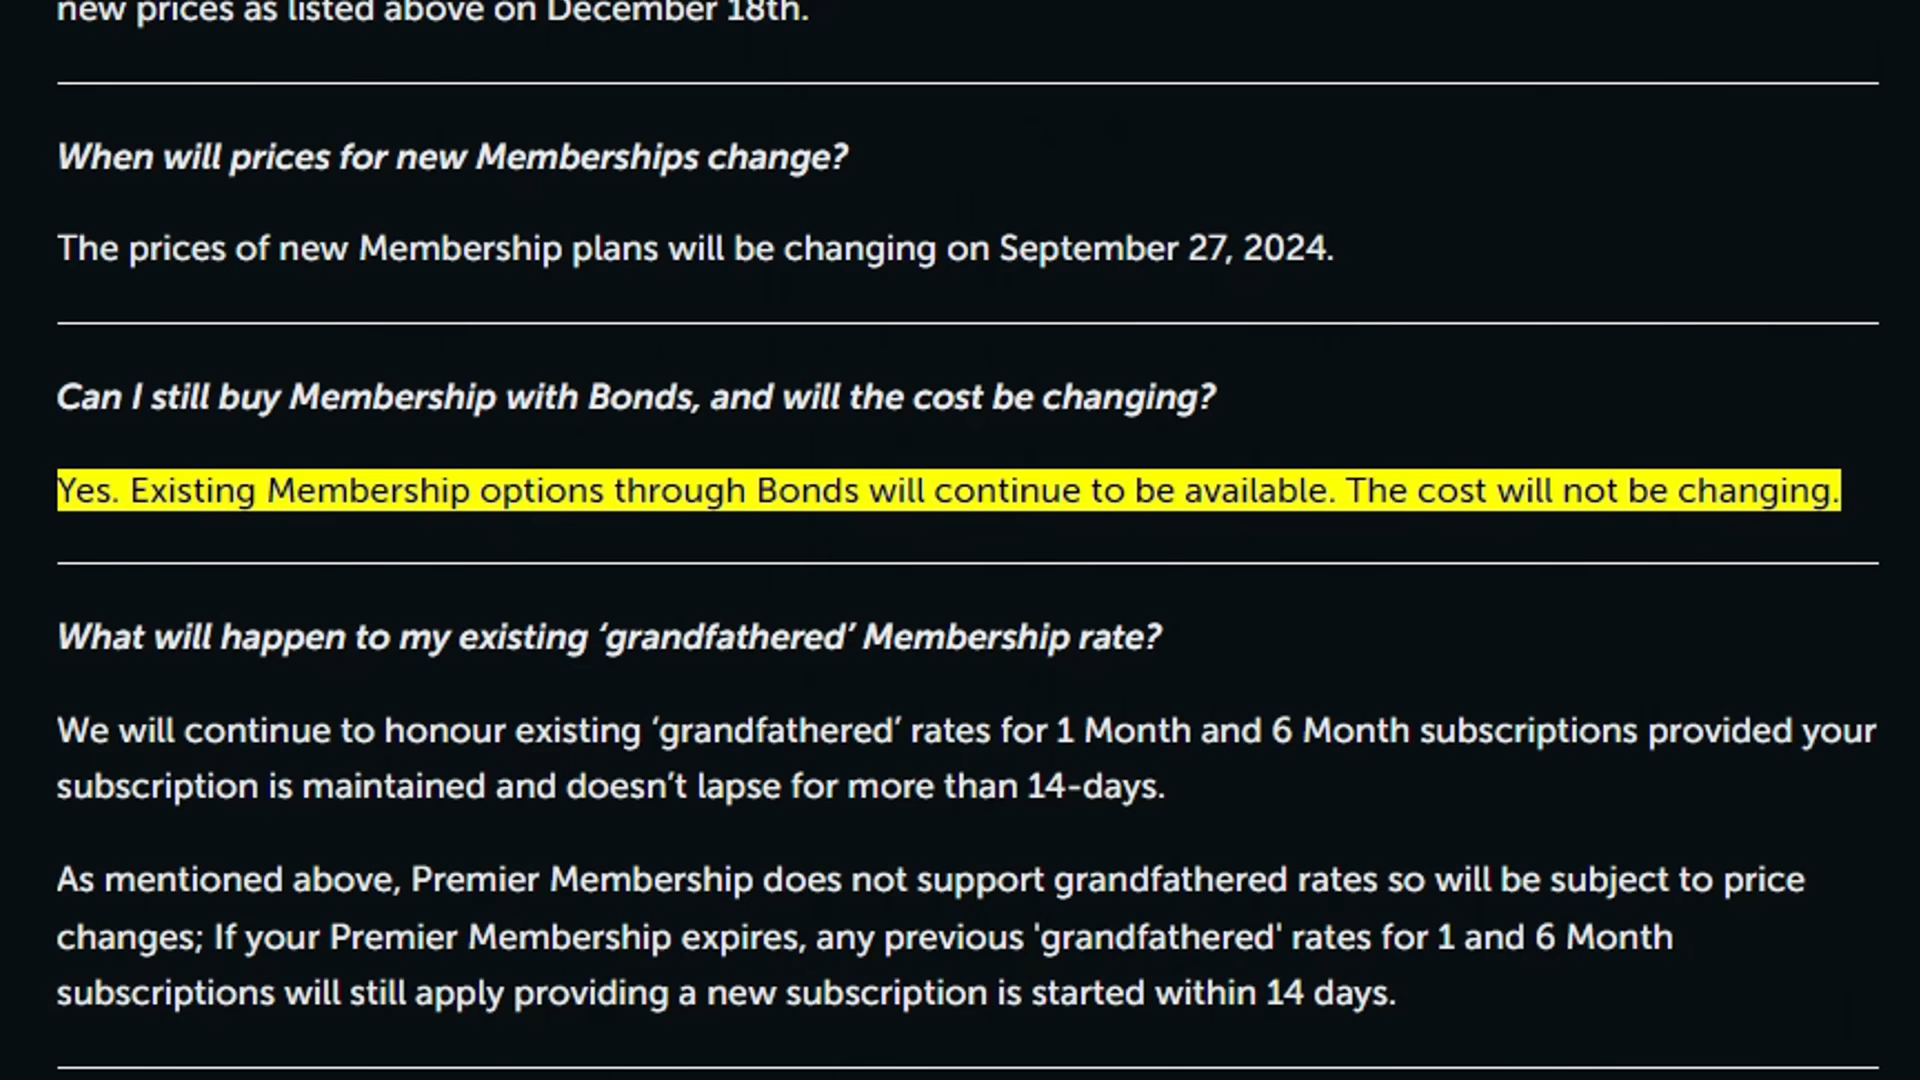 new prices as listed above on December 18th.
When will prices for new Memberships change?
The prices of new Membership plans will be changing on September 27, 2024.
Can I still buy Membership with Bonds, and will the cost be changing?
Yes. Existing Membership options through Bonds will continue to be available. The cost will not be changing.
What will happen to my existing ‘grandfathered’ Membership rate?
We will continue to honour existing ‘grandfathered’ rates for 1 Month and 6 Month subscriptions provided your
subscription is maintained and doesn’t lapse for more than 14-days.
As mentioned above, Premier Membership does not support grandfathered rates so will be subject to price
changes; If your Premier Membership expires, any previous 'grandfathered' rates for 1 and 6 Month
subscriptions will still apply providing a new subscription is started within 14 days.